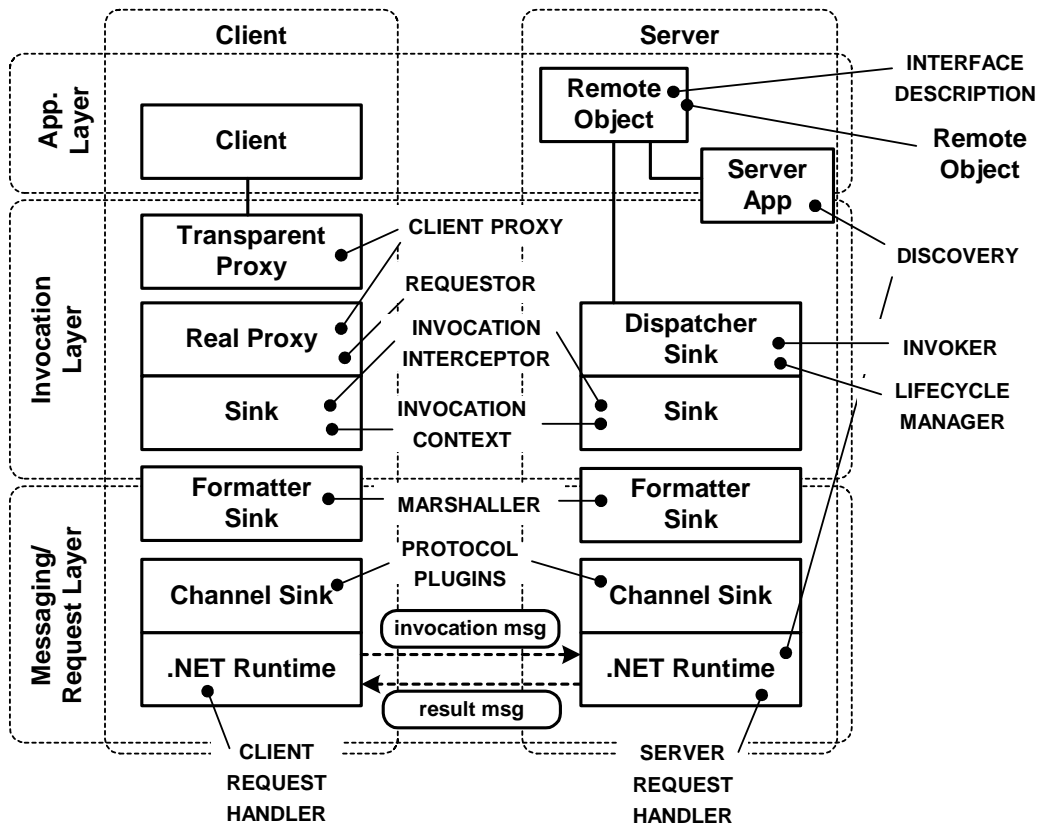 Client
Server
App.
Layer
Client
Remote
Object
INTERFACE
DESCRIPTION
Remote
Object
Server
App
Invocation
Layer
Transparent
Proxy
CLIENT PROXY
DISCOVERY
REQUESTOR
Real Proxy
INVOCATION
INTERCEPTOR
Dispatcher
Sink
INVOKER
LIFECYCLE
MANAGER
Sink
INVOCATION
CONTEXT
Sink
Messaging/
Request Layer
Formatter
Sink
MARSHALLER
Formatter
Sink
PROTOCOL
PLUGINS
Channel Sink
Channel Sink
invocation msg
.NET Runtime
.NET Runtime
result msg
CLIENT
REQUEST
HANDLER
SERVER
REQUEST
HANDLER